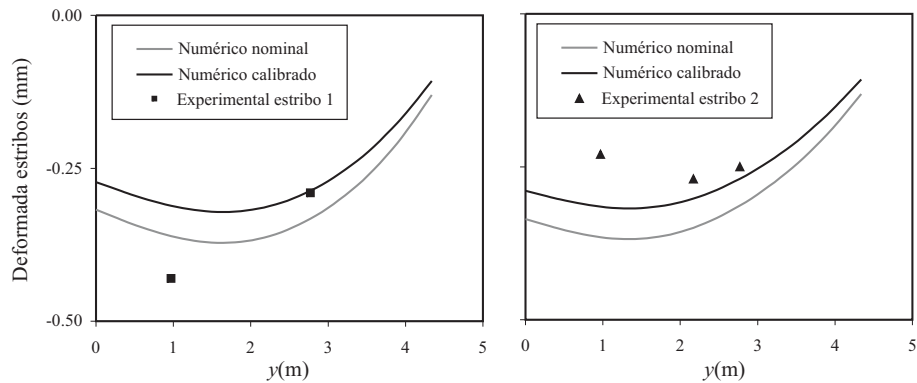 Deformada estribos (mm)
0.00
-0.25
-0.50
Numérico nominal
Numérico calibrado
Experimental estribo 1
0 1 2 3 4 5
y(m)
Numérico nominal
Numérico calibrado
Experimental estribo 2
0 1 2 3 4 5
y(m)